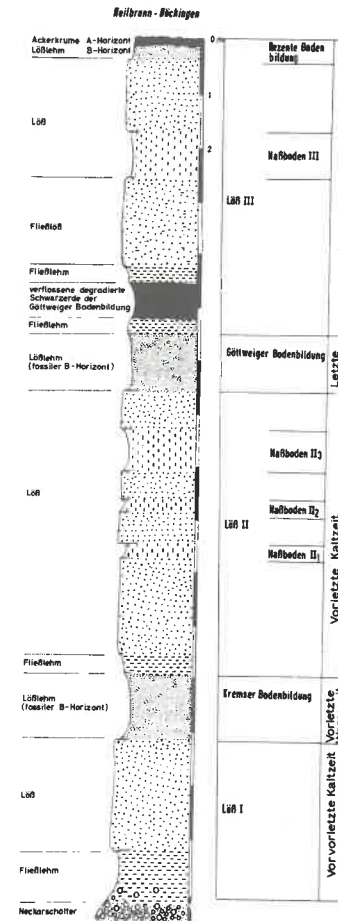 Heilbronn - Böckingen
Ackerkrume A-Horizont
Lößlehm B-Horizont
Löß
Fließlöß
Fließlehm
verflossene degradierte
Schwarzerde der
Göttweiger Bodenbildung
Fließlehm
Lößlehm
(fossiler B-Horizont)
Löß
Fließlehm
Lößlehm
(fossiler B-Horizont)
Löß
Fließlehm
Neckarschotter
0
1
2
Rezente Boden
bildung
Naßboden III
Löß III
Göttweiger Bodenbildung
Naßboden II3
Naßboden II2
Löß II
Naßboden II1
Kremser Bodenbildung
Löß I
Letzte
Vorletzte Kaltzeit
Vorletzte
Vorvorletzte Kaltzeit